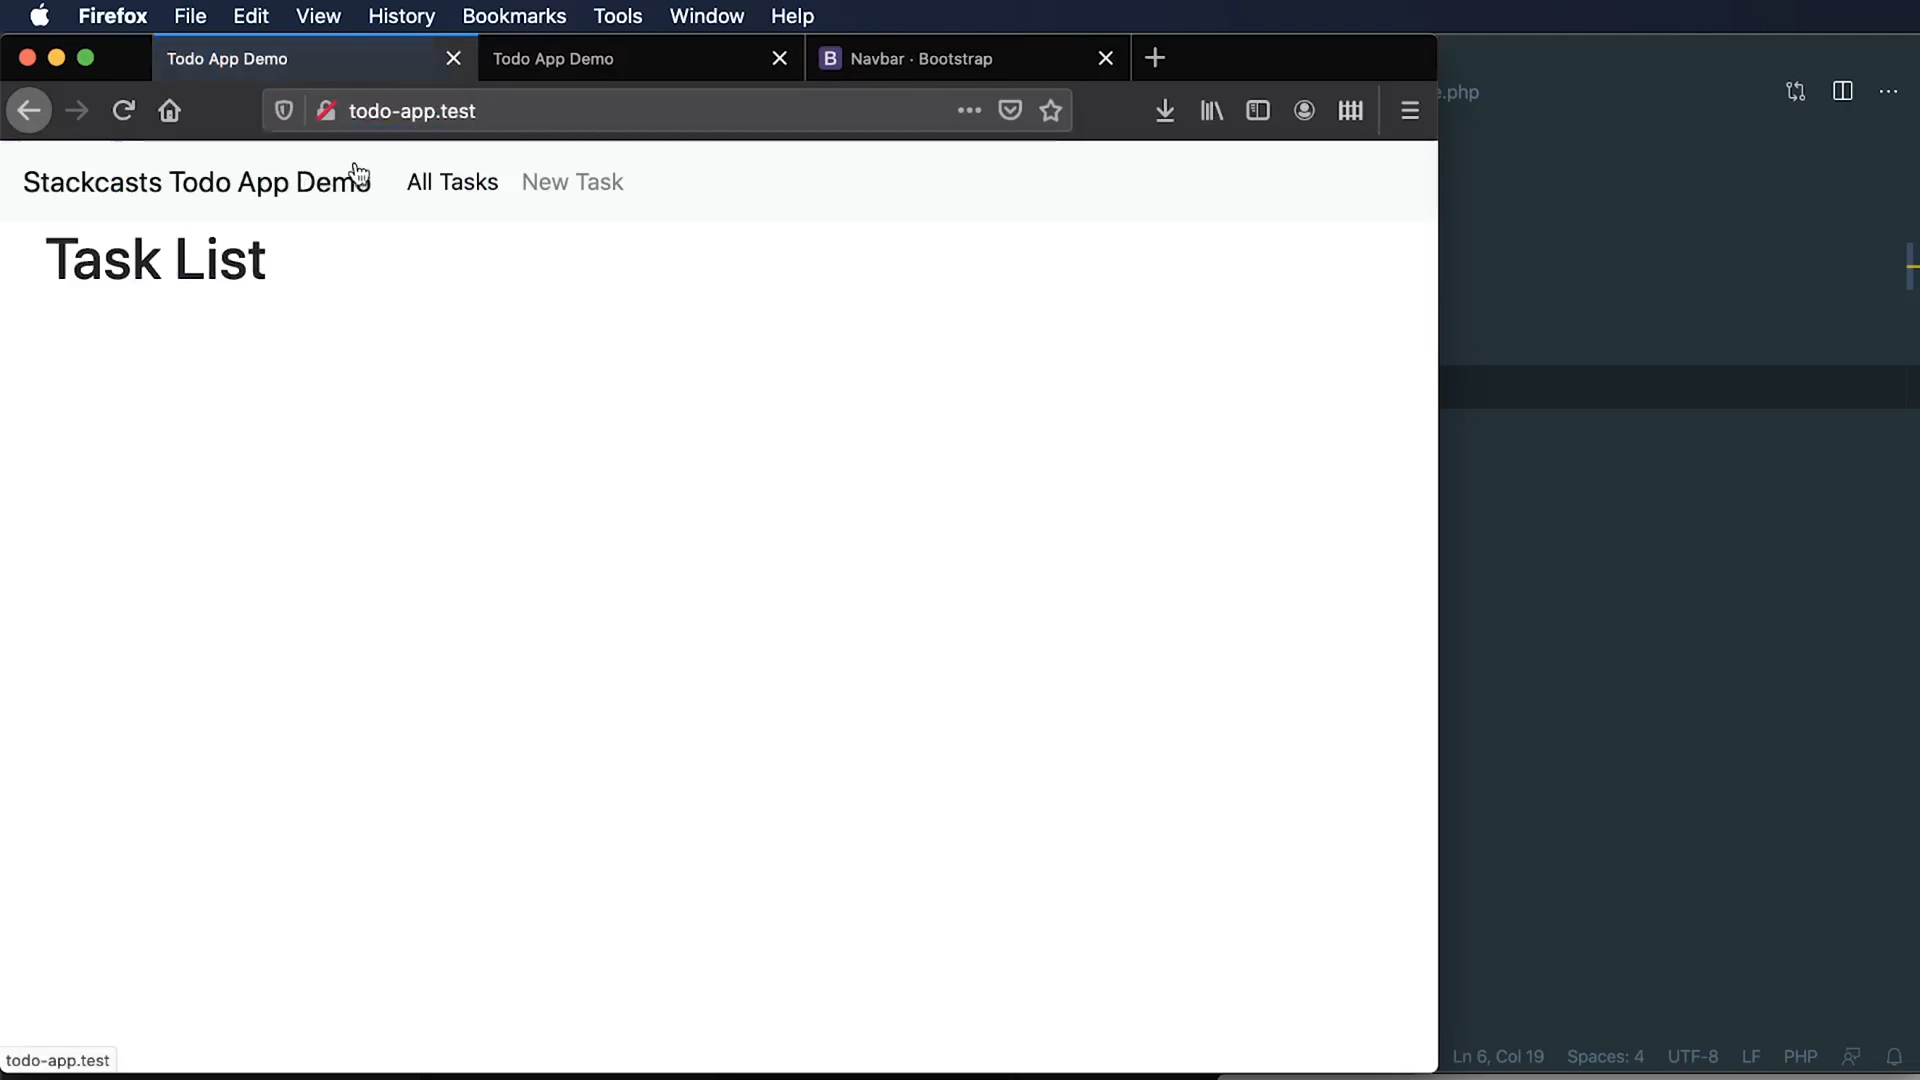 Firefox File Edit View History Bookmarks Tools Window Help
Todo App Demo Todo App Demo B Navbar · Bootstrap
todo-app.test
e.php
Stackcasts Todo App Demo All Tasks New Task
Task List
todo-app.test
Ln 6, Col 19 Spaces: 4 UTF-8 LF PHP